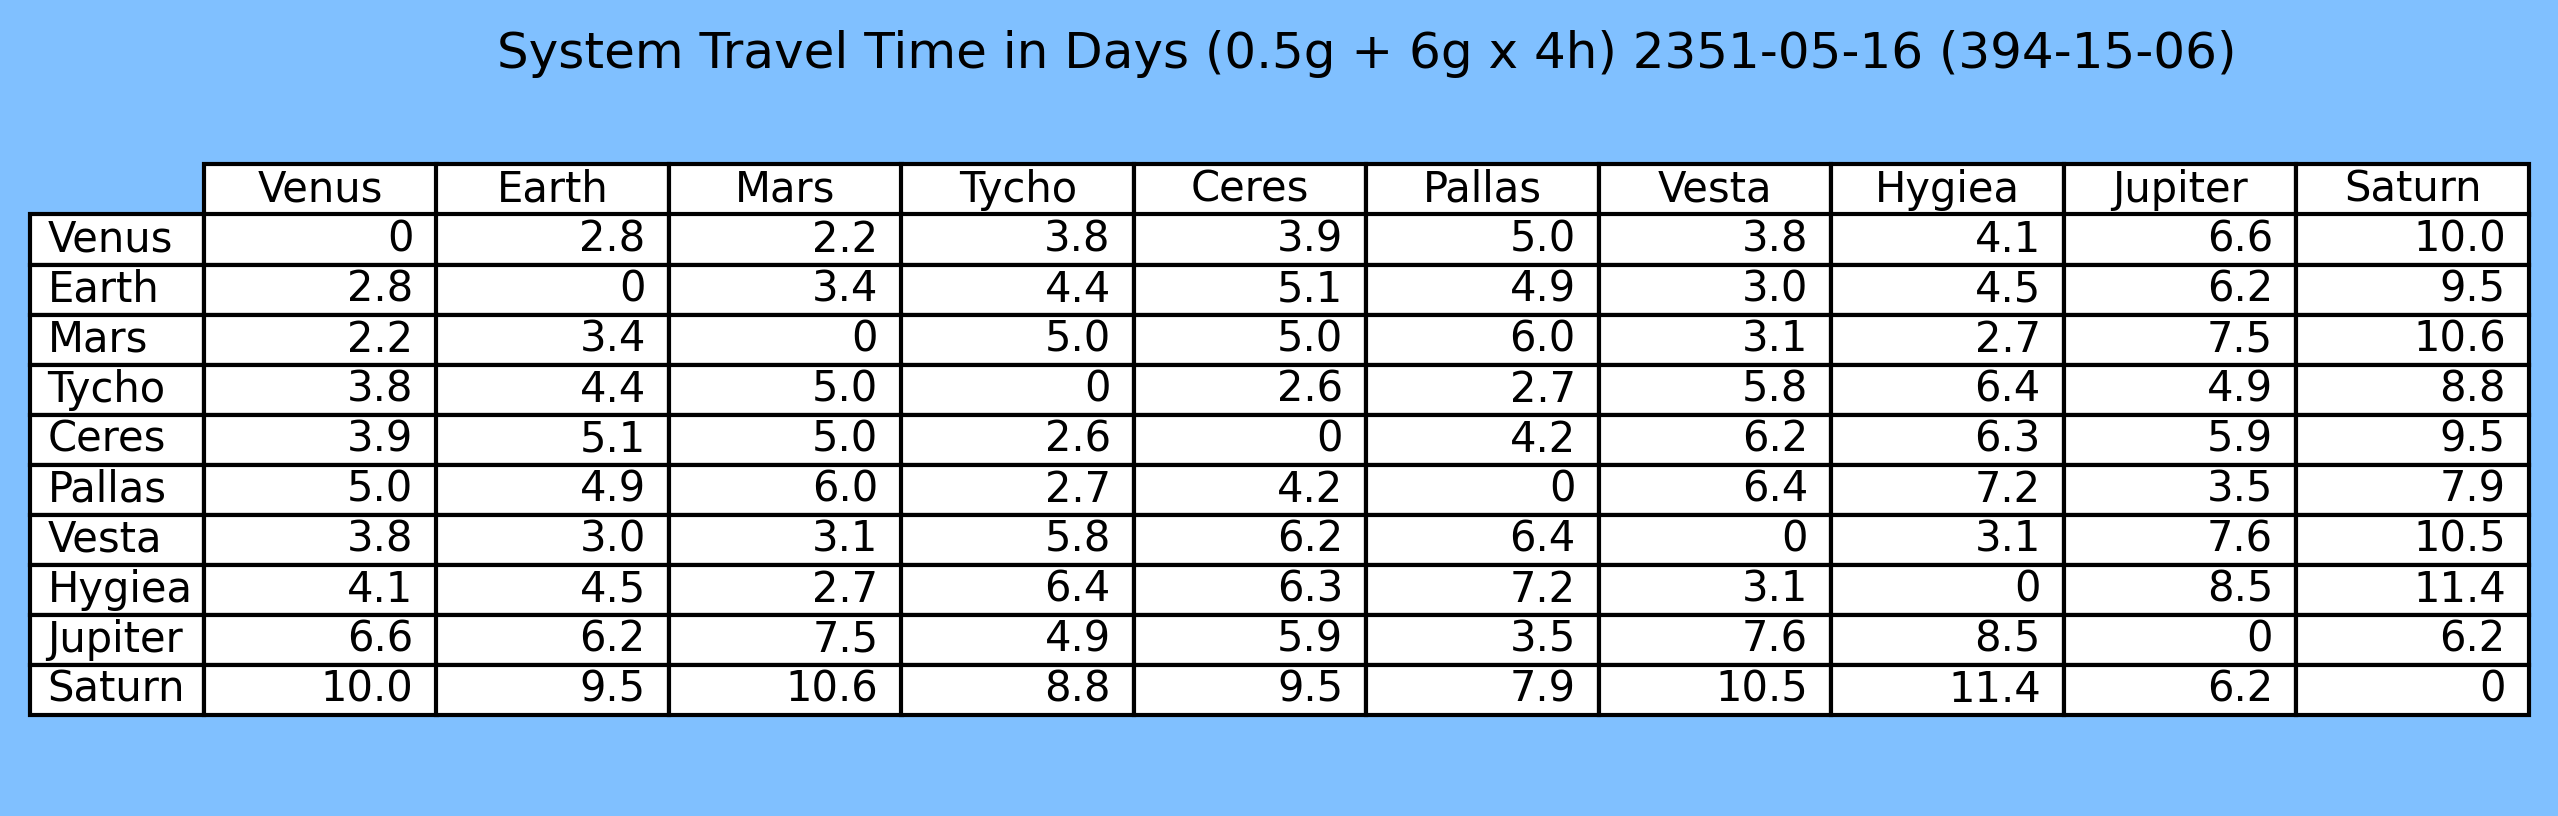 System Travel Time in Days (0.5g + 6g x 4h) 2351-05-16 (394-15-06)
Venus Earth Mars Tycho Ceres Pallas Vesta Hygiea Jupiter Saturn
Venus 0 2.8 2.2 3.8 3.9 5.0 3.8 4.1 6.6 10.0
Earth 2.8 0 3.4 4.4 5.1 4.9 3.0 4.5 6.2 9.5
Mars 2.2 3.4 0 5.0 5.0 6.0 3.1 2.7 7.5 10.6
Tycho 3.8 4.4 5.0 0 2.6 2.7 5.8 6.4 4.9 8.8
Ceres 3.9 5.1 5.0 2.6 0 4.2 6.2 6.3 5.9 9.5
Pallas 5.0 4.9 6.0 2.7 4.2 0 6.4 7.2 3.5 7.9
Vesta 3.8 3.0 3.1 5.8 6.2 6.4 0 3.1 7.6 10.5
Hygiea 4.1 4.5 2.7 6.4 6.3 7.2 3.1 0 8.5 11.4
Jupiter 6.6 6.2 7.5 4.9 5.9 3.5 7.6 8.5 0 6.2
Saturn 10.0 9.5 10.6 8.8 9.5 7.9 10.5 11.4 6.2 0